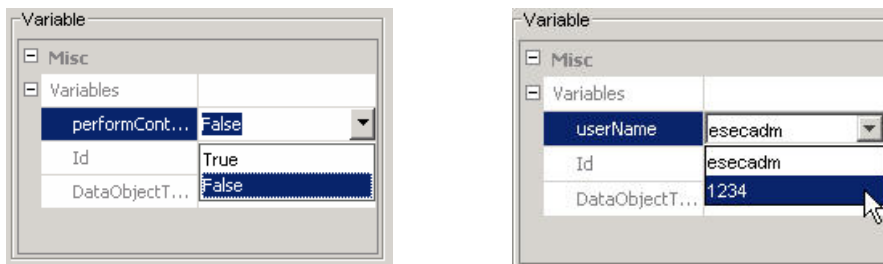 Variable
Misc
Variables
performCont... False
Id
True
False
DataObjectT...
Variable
Misc
Variables
userName esecadm
Id
esecadm
1234
DataObjectT...